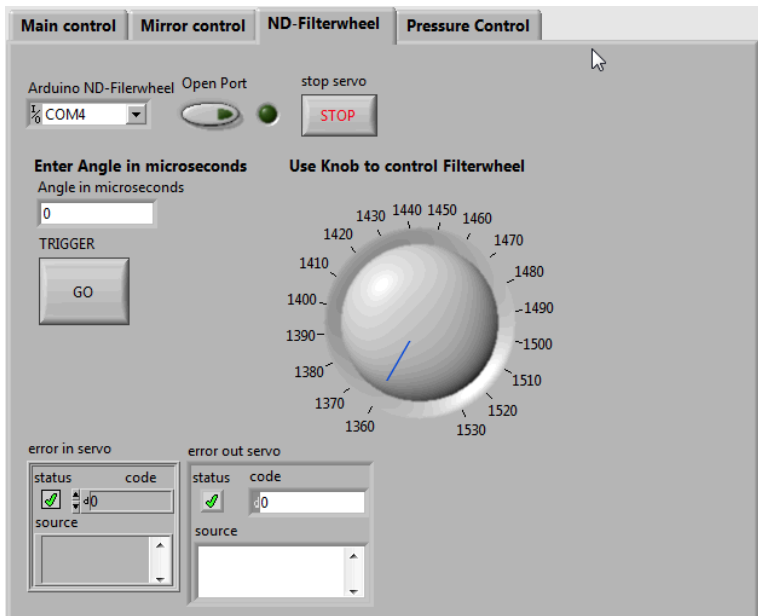 Main control
Mirror control
ND-Filterwheel
Pressure Control
Arduino ND-Filerwheel
Open Port
stop servo
I/0 COM4
STOP
Enter Angle in microseconds
Use Knob to control Filterwheel
Angle in microseconds
0
TRIGGER
GO
1360
1370
1380
1390
1400
1410
1420
1430
1440
1450
1460
1470
1480
1490
1500
1510
1520
1530
error in servo
status
code
d0
source
error out servo
status
code
d0
source